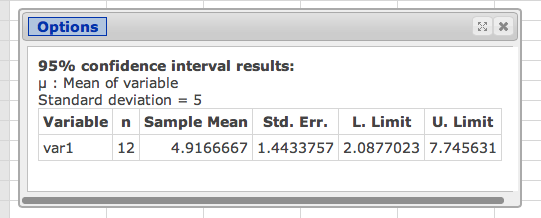 Options
95% confidence interval results:
μ : Mean of variable
Standard deviation = 5
Variable n Sample Mean Std. Err. L. Limit U. Limit
var1 12 4.9166667 1.4433757 2.0877023 7.745631